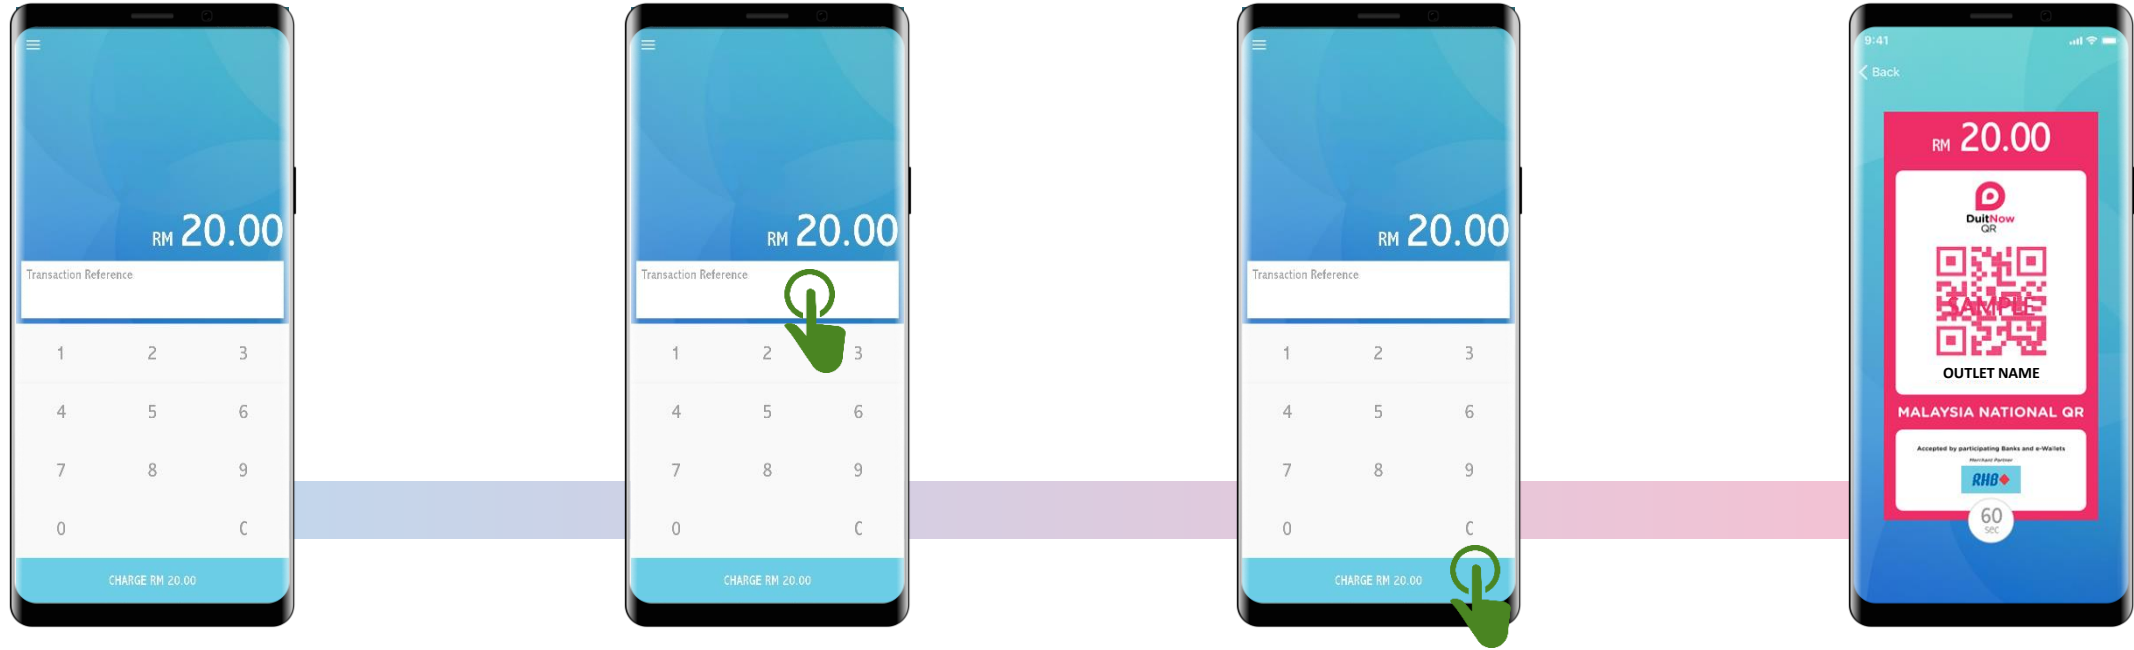 RM 20.00
Transaction Reference
1 2 3
4 5 6
7 8 9
0 C
CHARGE RM 20.00
RM 20.00
Transaction Reference
1 2 3
4 5 6
7 8 9
0 C
CHARGE RM 20.00
RM 20.00
Transaction Reference
1 2 3
4 5 6
7 8 9
0 C
CHARGE RM 20.00
9:41
Back
RM 20.00
DuitNow
QR
SAMPLE
OUTLET NAME
MALAYSIA NATIONAL QR
Accepted by participating Banks and e-Wallets
Merchant Partner
RHB
60
sec